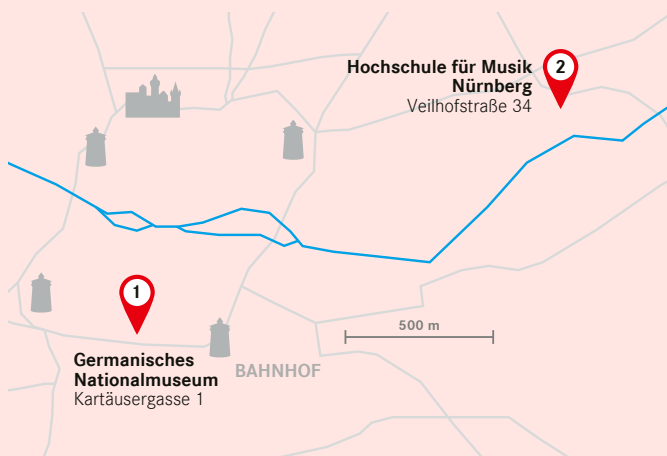 Hochschule für Musik
Nürnberg
Veilhofstraße 34
2
1
500 m
Germanisches
Nationalmuseum
Kartäusergasse 1
BAHNHOF